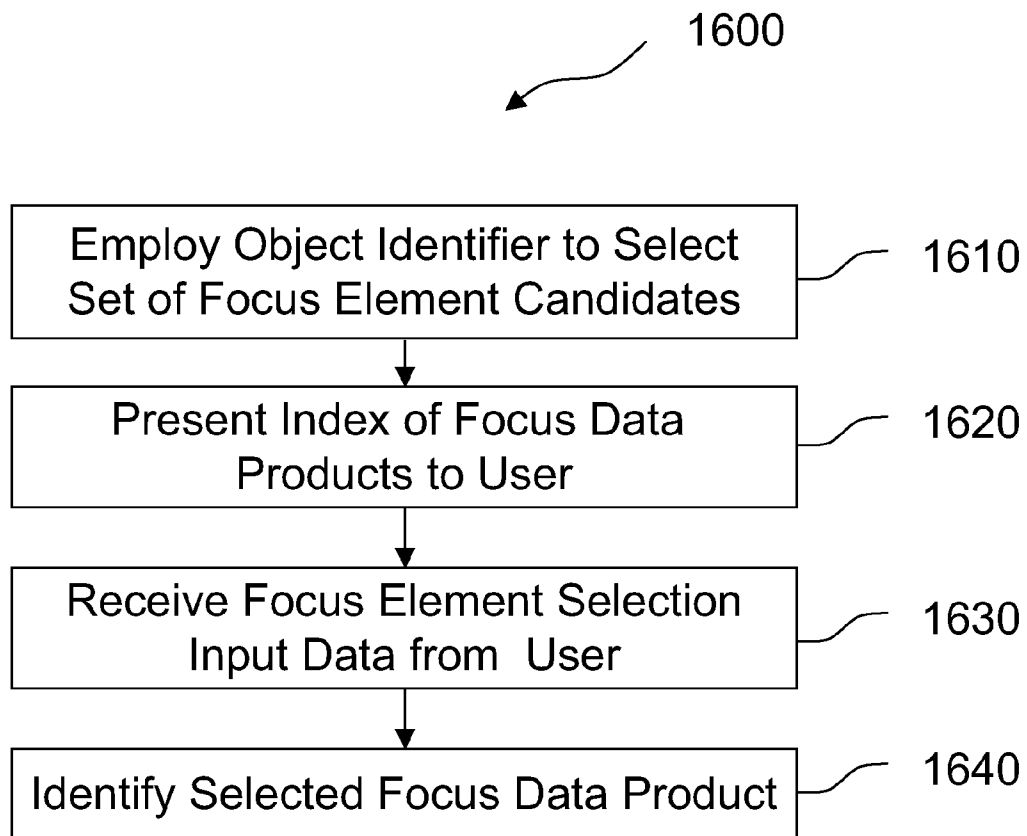 1600
Employ Object Identifier to Select
Set of Focus Element Candidates
1610
Present Index of Focus Data
Products to User
1620
Receive Focus Element Selection
Input Data from User
1630
Identify Selected Focus Data Product
1640